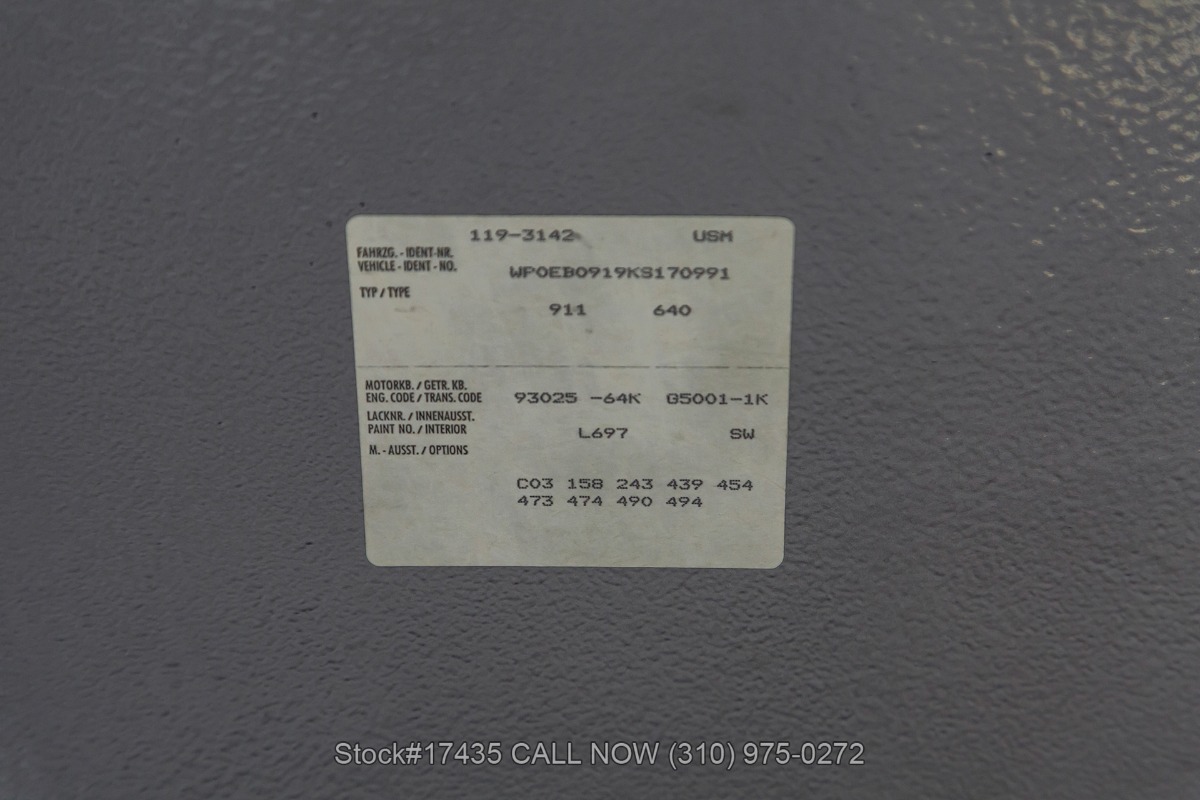 119-3142 USM
FAHRZG. - IDENT-NR.
VEHICLE - IDENT - NO. WP0EB0919KS170991
TYP / TYPE
911 640
MOTORKB. / GETR. KB.
ENG. CODE / TRANS. CODE 93025 -64K G5001-1K
LACKNR. / INNENAUSST.
PAINT NO. / INTERIOR L697 SW
M. - AUSST. / OPTIONS
C03 158 243 439 454
473 474 490 494
Stock#17435 CALL NOW (310) 975-0272